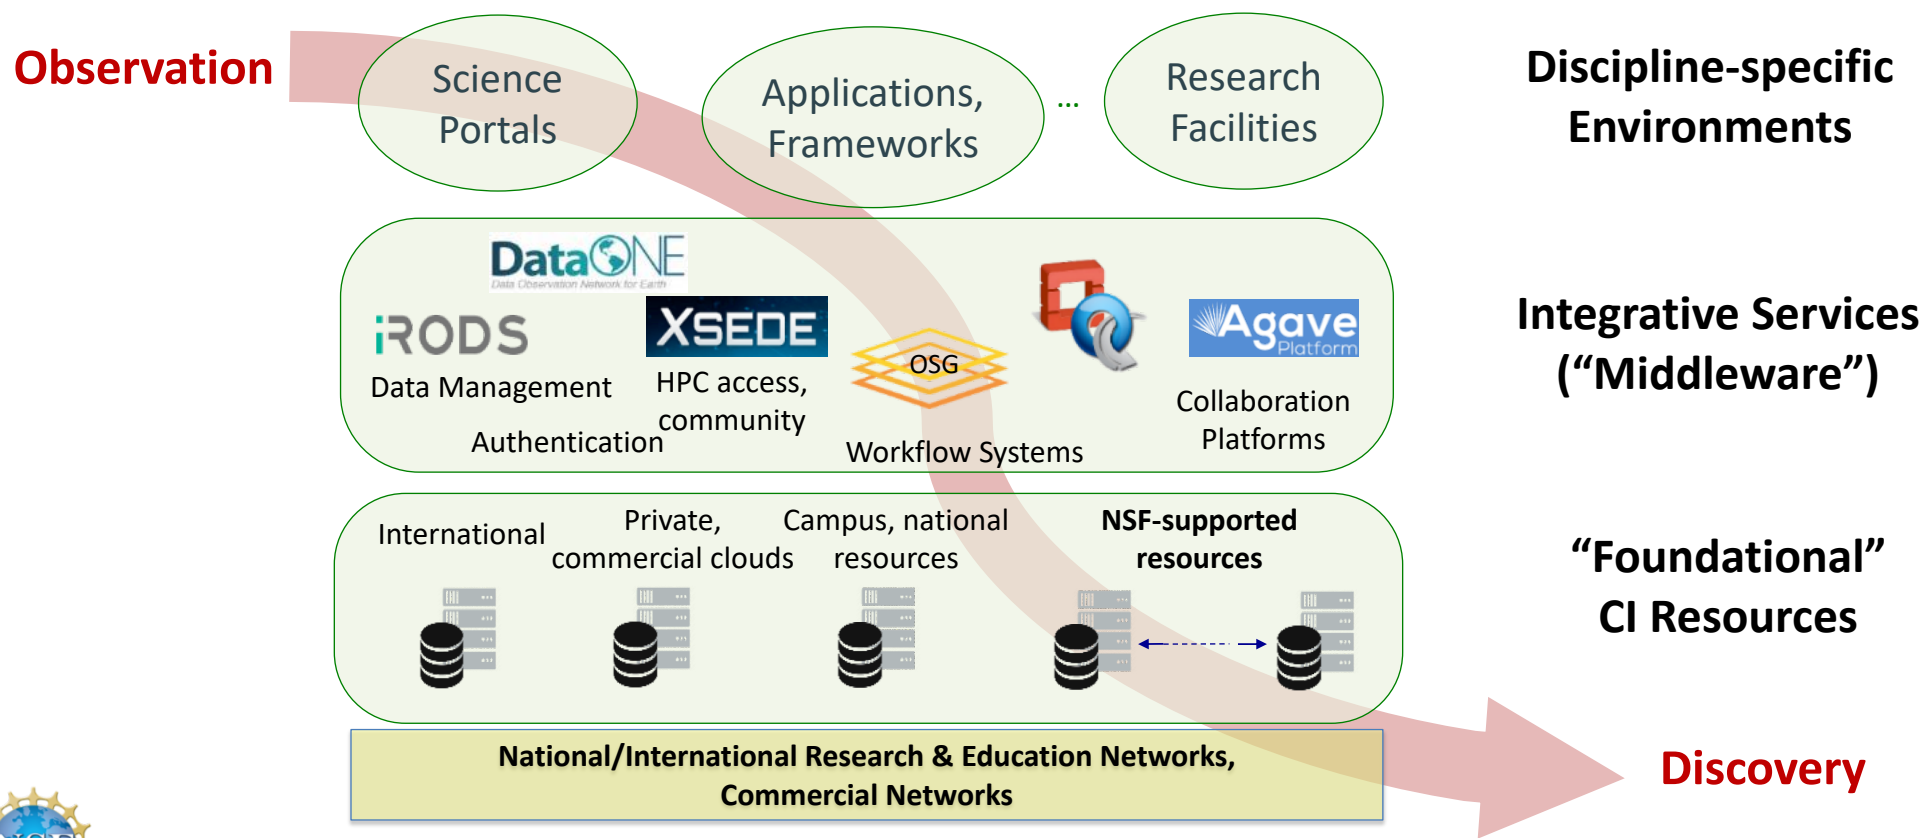 Observation
Science
Portals
Applications,
Frameworks
...
Research
Facilities
Discipline-specific
Environments
DataONE
Data Observation Network for Earth
iRODS
Data Management
XSEDE
HPC access,
community
Authentication
OSG
Workflow Systems
Agave
Platform
Collaboration
Platforms
Integrative Services
(“Middleware”)
International
Private,
commercial clouds
Campus, national
resources
NSF-supported
resources
“Foundational”
CI Resources
National/International Research & Education Networks,
Commercial Networks
Discovery